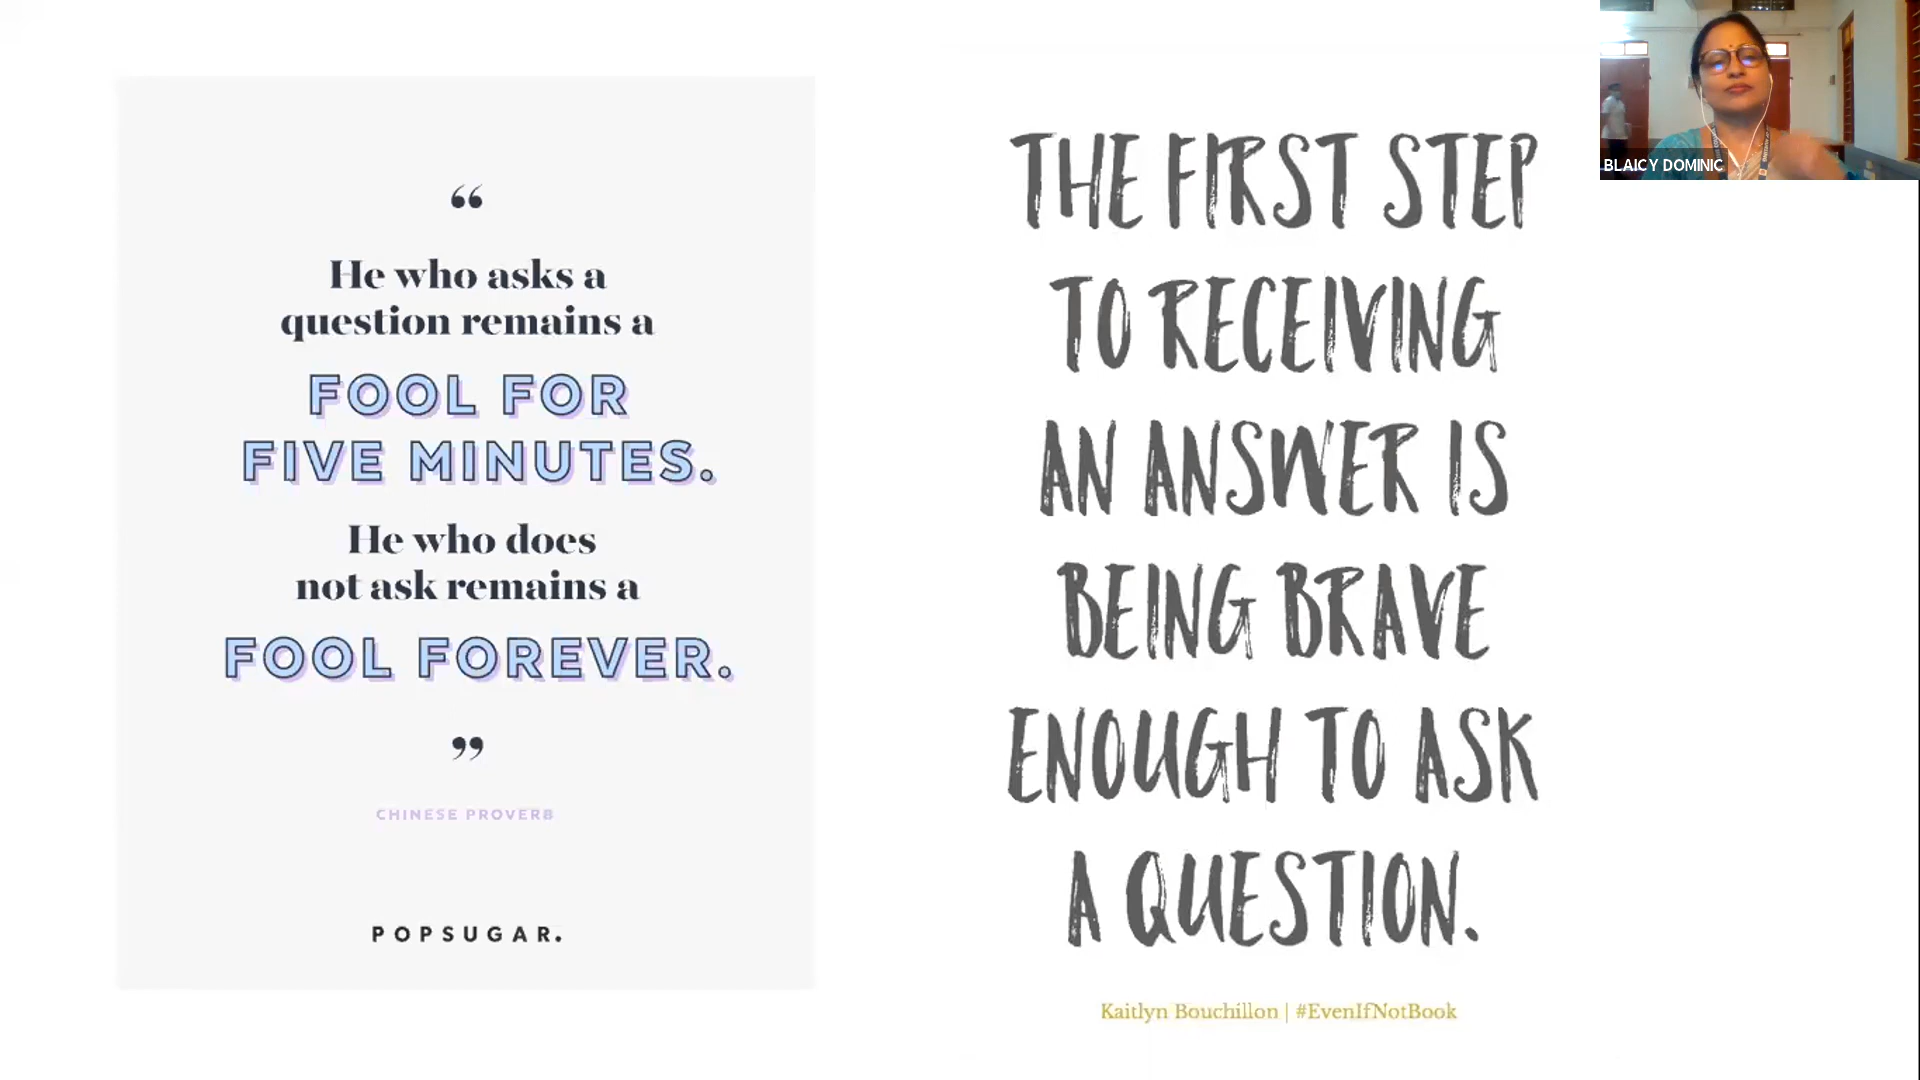 “
He who asks a
question remains a
FOOL FOR
FIVE MINUTES.
He who does
not ask remains a
FOOL FOREVER.
”
CHINESE PROVERB
POPSUGAR.
THE FIRST STEP
TO RECEIVING
AN ANSWER IS
BEING BRAVE
ENOUGH TO ASK
A QUESTION.
Kaitlyn Bouchillon | #EvenIfNotBook
BLAICY DOMINIC